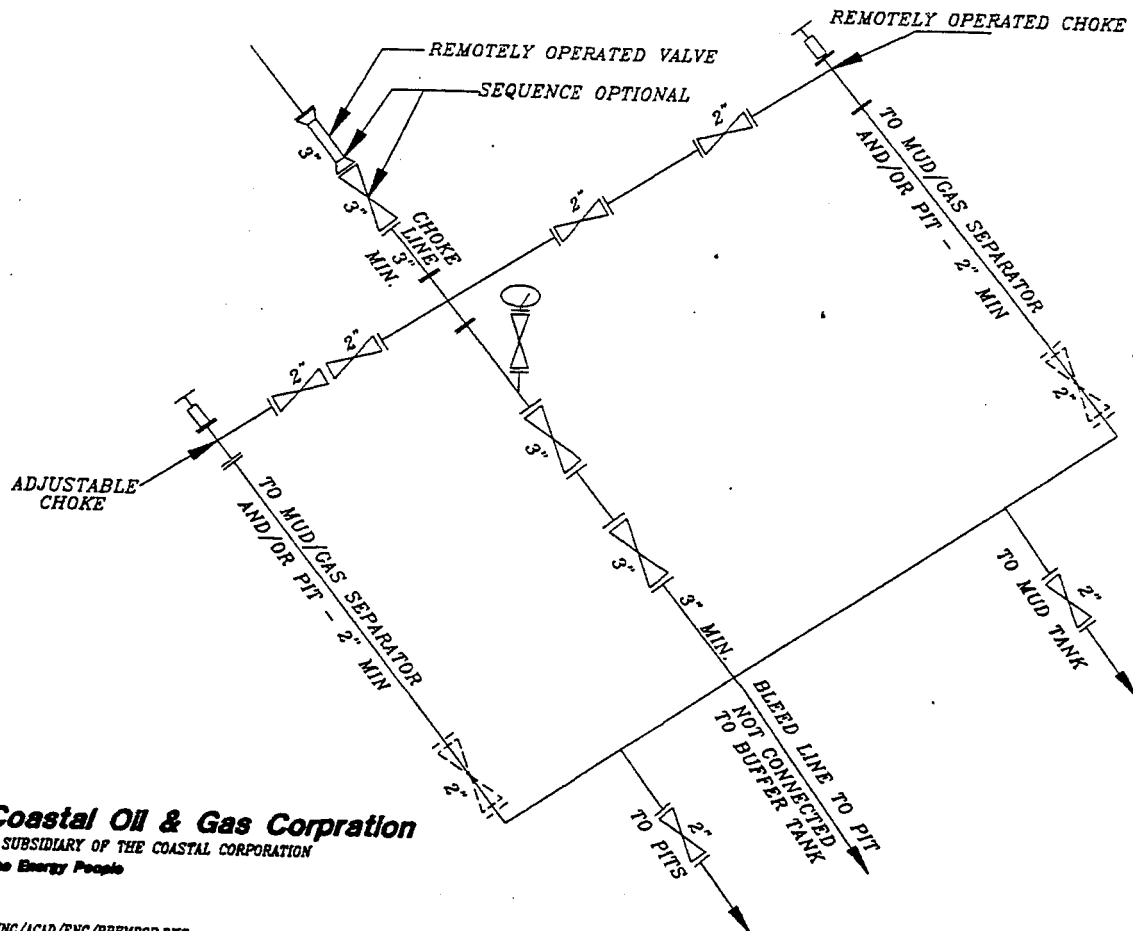 REMOTELY OPERATED CHOKE
REMOTELY OPERATED VALVE
SEQUENCE OPTIONAL
3"
3"
CHOKE
LINE
3"
MIN.
2"
2"
2"
2"
TO MUD/GAS SEPARATOR
AND/OR PIT - 2" MIN
2"
ADJUSTABLE
CHOKE
TO MUD/GAS SEPARATOR
AND/OR PIT - 2" MIN
2"
3"
3"
3" MIN.
BLEED LINE TO PIT
NOT CONNECTED
TO BUFFER TANK
2"
TO MUD TANK
2"
TO PITS
Coastal Oil & Gas Corpration
SUBSIDIARY OF THE COASTAL CORPORATION
Energy People